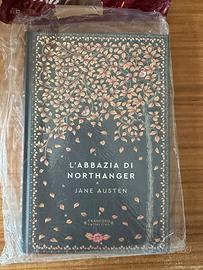 L'ABBAZIA DI
NORTHANGER
JANE AUSTEN